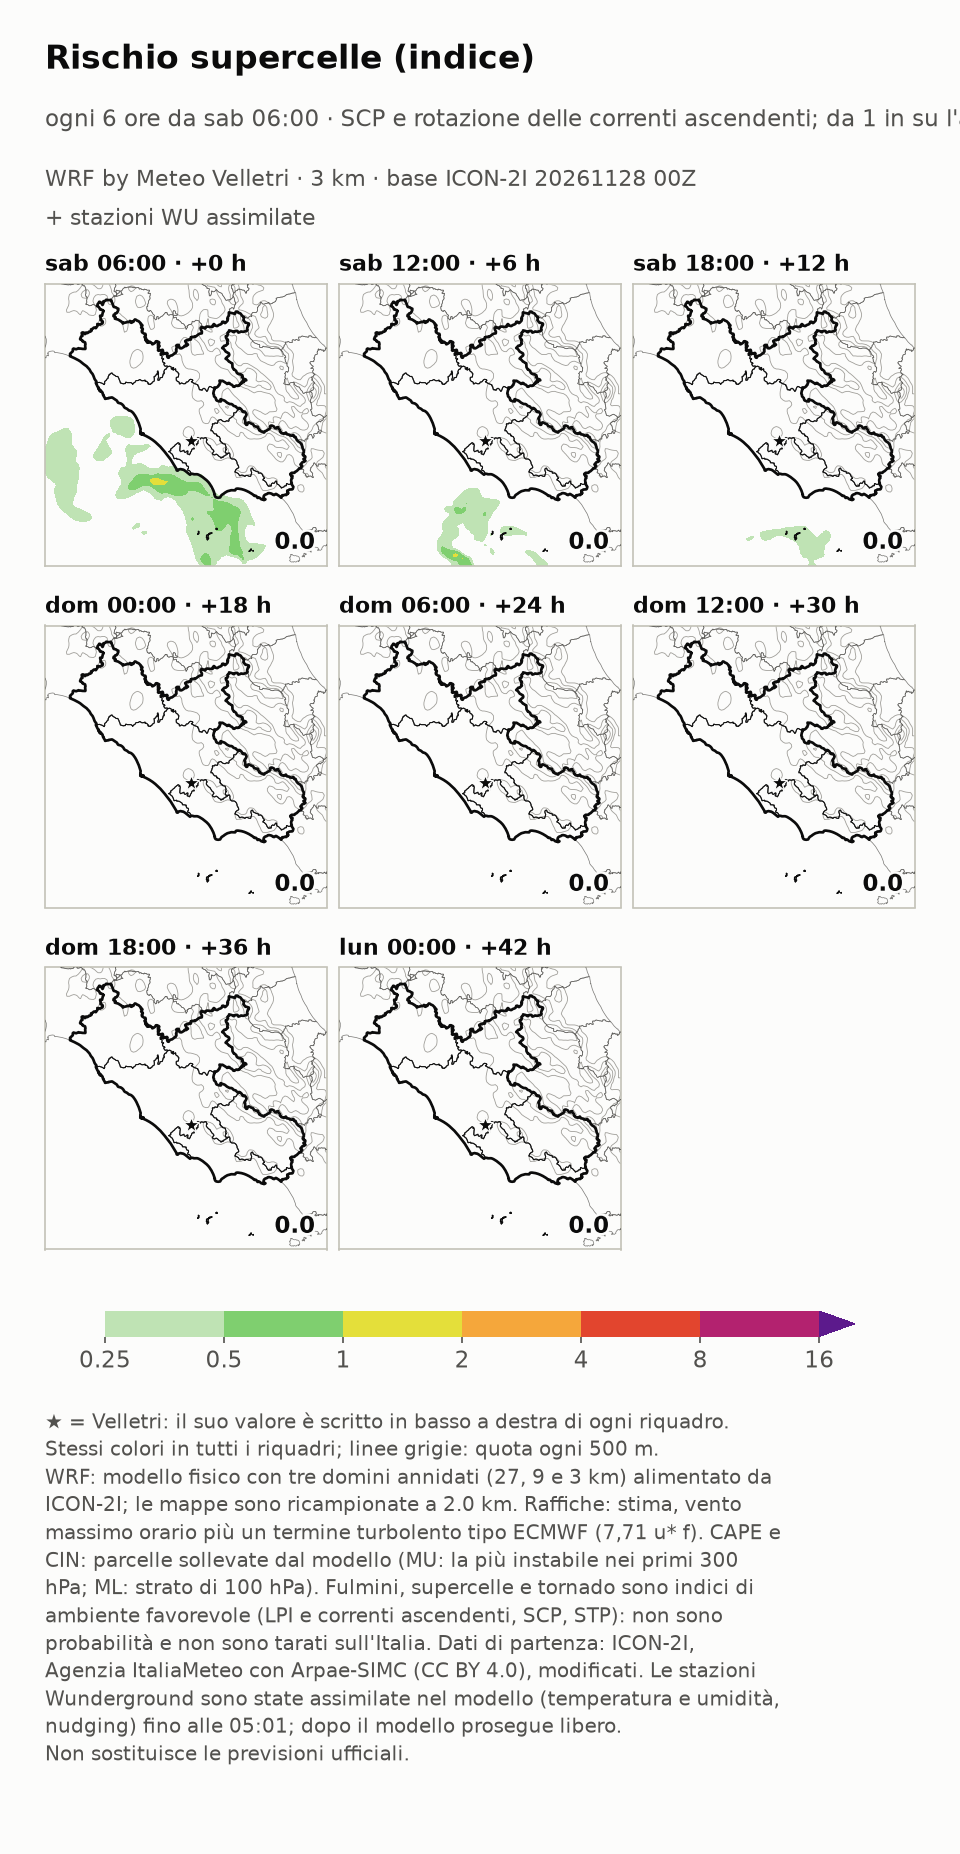 Rischio supercelle (indice)
ogni 6 ore da sab 06:00 · SCP e rotazione delle correnti ascendenti; da 1 in su l'
WRF by Meteo Velletri · 3 km · base ICON-2I 20261128 00Z
+ stazioni WU assimilate
sab 06:00 · +0 h
sab 12:00 · +6 h
sab 18:00 · +12 h
0.0
0.0
0.0
dom 00:00 · +18 h
dom 06:00 · +24 h
dom 12:00 · +30 h
0.0
0.0
0.0
dom 18:00 · +36 h
lun 00:00 · +42 h
0.0
0.0
0.25 0.5 1 2 4 8 16
★ = Velletri: il suo valore è scritto in basso a destra di ogni riquadro.
Stessi colori in tutti i riquadri; linee grigie: quota ogni 500 m.
WRF: modello fisico con tre domini annidati (27, 9 e 3 km) alimentato da
ICON-2I; le mappe sono ricampionate a 2.0 km. Raffiche: stima, vento
massimo orario più un termine turbolento tipo ECMWF (7,71 u* f). CAPE e
CIN: parcelle sollevate dal modello (MU: la più instabile nei primi 300
hPa; ML: strato di 100 hPa). Fulmini, supercelle e tornado sono indici di
ambiente favorevole (LPI e correnti ascendenti, SCP, STP): non sono
probabilità e non sono tarati sull'Italia. Dati di partenza: ICON-2I,
Agenzia ItaliaMeteo con Arpae-SIMC (CC BY 4.0), modificati. Le stazioni
Wunderground sono state assimilate nel modello (temperatura e umidità,
nudging) fino alle 05:01; dopo il modello prosegue libero.
Non sostituisce le previsioni ufficiali.